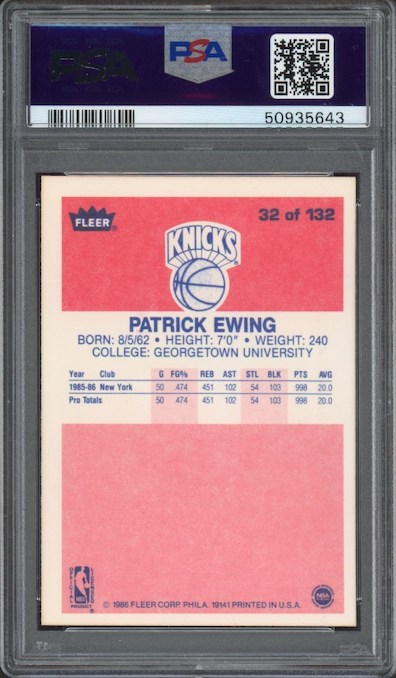 PSA
PSA
50935643
FLEER®
32 of 132
KNICKS
PATRICK EWING
BORN: 8/5/62 • HEIGHT: 7'0" • WEIGHT: 240
COLLEGE: GEORGETOWN UNIVERSITY
Year Club G FG% REB AST STL BLK PTS AVG
1985-86 New York 50 .474 451 102 54 103 998 20.0
Pro Totals 50 .474 451 102 54 103 998 20.0
NBA
© 1986 FLEER CORP. PHILA. 19141 PRINTED IN U.S.A.